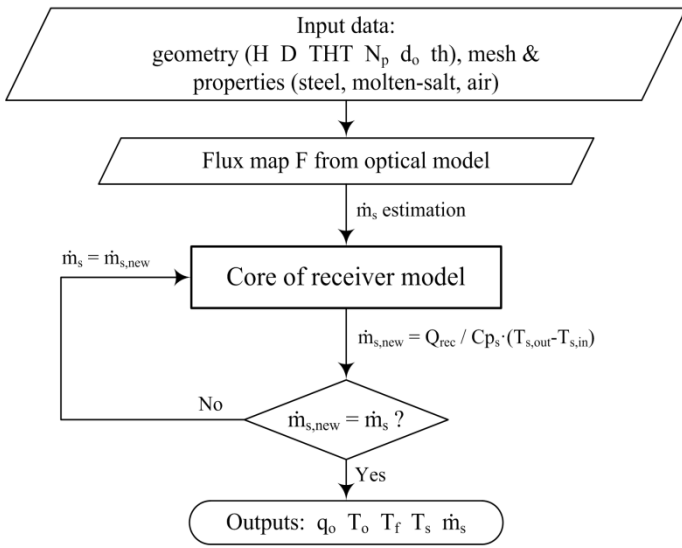 Input data:
geometry (H D THT Nₚ dₒ th), mesh &
properties (steel, molten-salt, air)
Flux map F from optical model
ṁₛ estimation
ṁₛ = ṁₛ,new
Core of receiver model
ṁₛ,new = Qrec / Cpₛ·(Tₛ,out-Tₛ,in)
No
ṁₛ,new = ṁₛ ?
Yes
Outputs: qₒ Tₒ T_f Tₛ ṁₛ